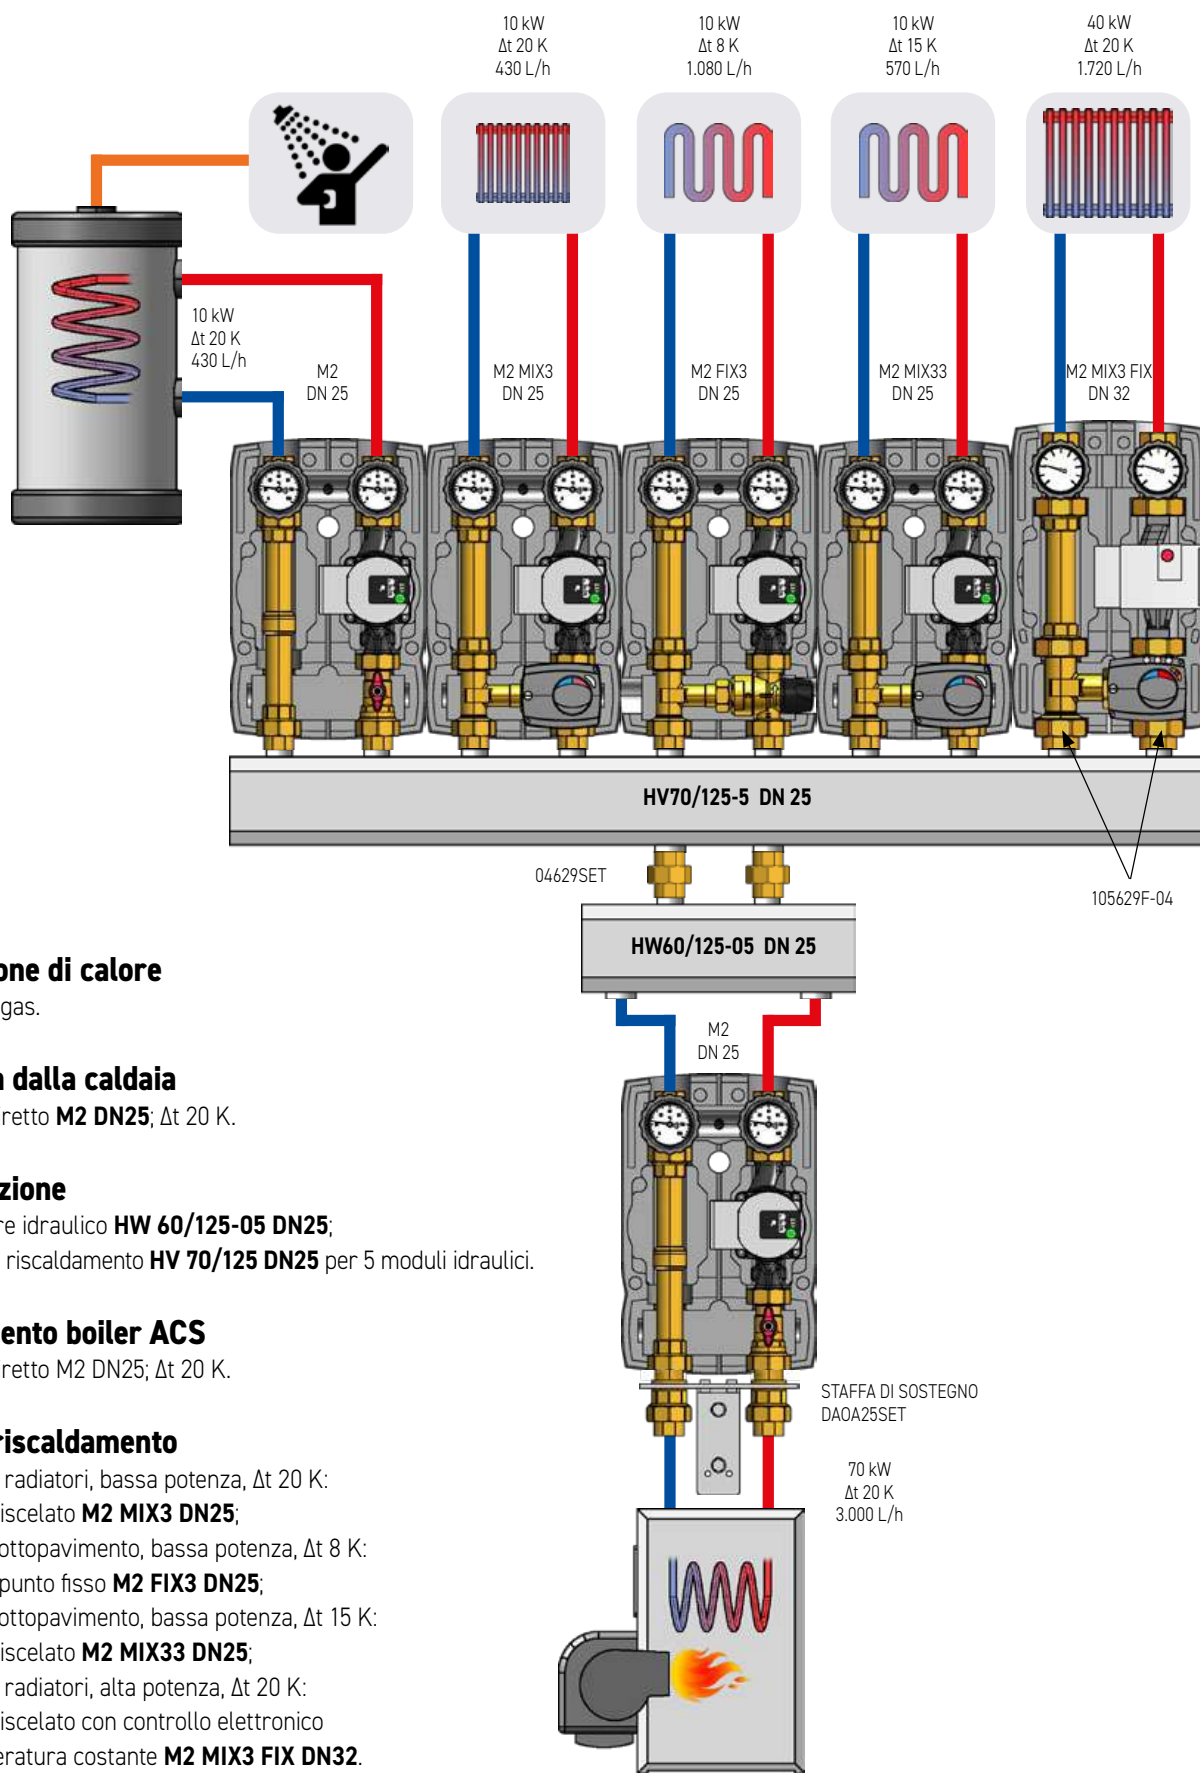 10 kW
Δt 20 K
430 L/h
10 kW
Δt 8 K
1.080 L/h
10 kW
Δt 15 K
570 L/h
40 kW
Δt 20 K
1.720 L/h
10 kW
Δt 20 K
430 L/h
M2
DN 25
M2 MIX3
DN 25
M2 FIX3
DN 25
M2 MIX33
DN 25
M2 MIX3 FIX
DN 32
HV70/125-5 DN 25
04629SET
105629F-04
HW60/125-05 DN 25
M2
DN 25
one di calore
gas.
a dalla caldaia
retto M2 DN25; Δt 20 K.
zione
re idraulico HW 60/125-05 DN25;
riscaldamento HV 70/125 DN25 per 5 moduli idraulici.
ento boiler ACS
retto M2 DN25; Δt 20 K.
STAFFA DI SOSTEGNO
DAOA25SET
70 kW
Δt 20 K
3.000 L/h
riscaldamento
radiatori, bassa potenza, Δt 20 K:
iscelato M2 MIX3 DN25;
ottopavimento, bassa potenza, Δt 8 K:
punto fisso M2 FIX3 DN25;
ottopavimento, bassa potenza, Δt 15 K:
iscelato M2 MIX33 DN25;
radiatori, alta potenza, Δt 20 K:
iscelato con controllo elettronico
eratura costante M2 MIX3 FIX DN32.